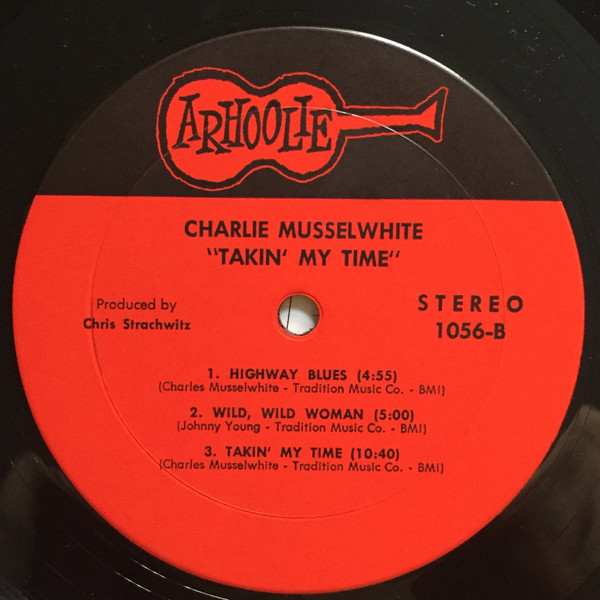 ARHOOLIE
CHARLIE MUSSELWHITE
"TAKIN' MY TIME"
Produced by
Chris Strachwitz
STEREO
1056-B
1. HIGHWAY BLUES (4:55)
(Charles Musselwhite - Tradition Music Co. - BMI)
2. WILD, WILD WOMAN (5:00)
(Johnny Young - Tradition Music Co. - BMI)
3. TAKIN' MY TIME (10:40)
(Charles Musselwhite - Tradition Music Co. - BMI)